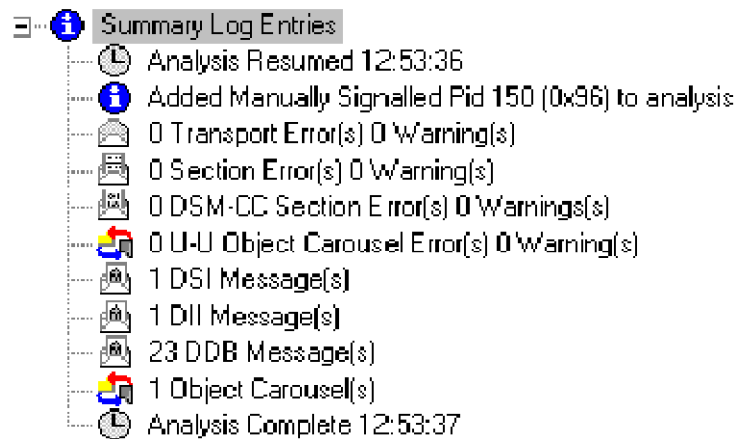 Summary Log Entries
Analysis Resumed 12:53:36
Added Manually Signalled Pid 150 (0x96) to analysis
0 Transport Error(s) 0 Warning(s)
0 Section Error(s) 0 Warning(s)
0 DSM-CC Section Error(s) 0 Warnings(s)
0 U-U Object Carousel Error(s) 0 Warning(s)
1 DSI Message(s)
1 DII Message(s)
23 DDB Message(s)
1 Object Carousel(s)
Analysis Complete 12:53:37